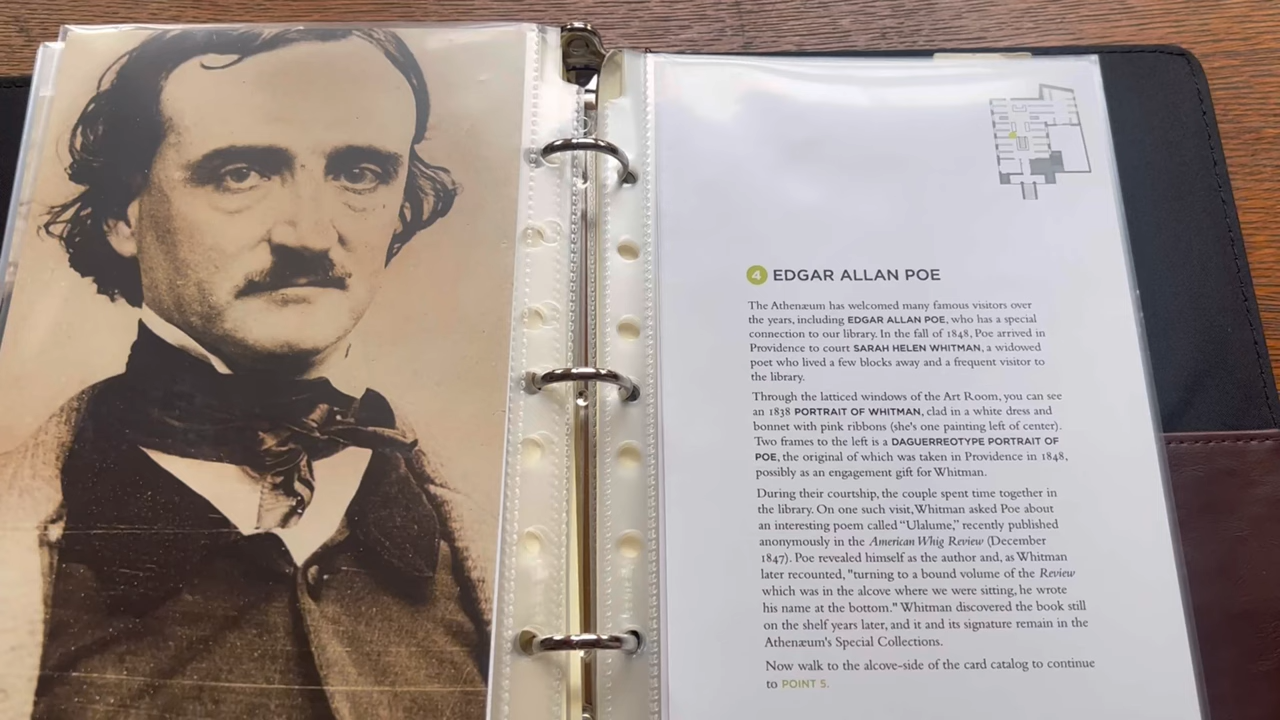 4 EDGAR ALLAN POE
The Athenæum has welcomed many famous visitors over
the years, including EDGAR ALLAN POE, who has a special
connection to our library. In the fall of 1848, Poe arrived in
Providence to court SARAH HELEN WHITMAN, a widowed
poet who lived a few blocks away and a frequent visitor to
the library.
Through the latticed windows of the Art Room, you can see
an 1838 PORTRAIT OF WHITMAN, clad in a white dress and
bonnet with pink ribbons (she's one painting left of center).
Two frames to the left is a DAGUERREOTYPE PORTRAIT OF
POE, the original of which was taken in Providence in 1848,
possibly as an engagement gift for Whitman.
During their courtship, the couple spent time together in
the library. On one such visit, Whitman asked Poe about
an interesting poem called “Ulalume,” recently published
anonymously in the American Whig Review (December
1847). Poe revealed himself as the author and, as Whitman
later recounted, "turning to a bound volume of the Review
which was in the alcove where we were sitting, he wrote
his name at the bottom." Whitman discovered the book still
on the shelf years later, and it and its signature remain in the
Athenæum's Special Collections.
Now walk to the alcove-side of the card catalog to continue
to POINT 5.